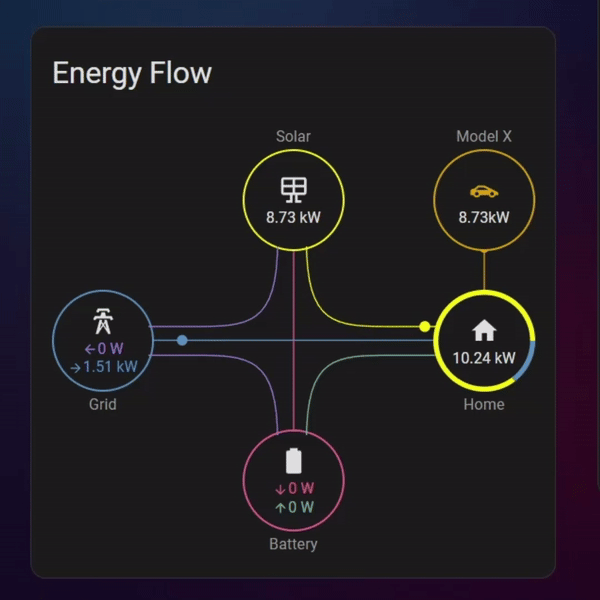 Energy Flow
Solar
Model X
8.73 kW
8.73kW
←0 W
→1.51 kW
10.24 kW
Grid
Home
↓0 W
↑0 W
Battery